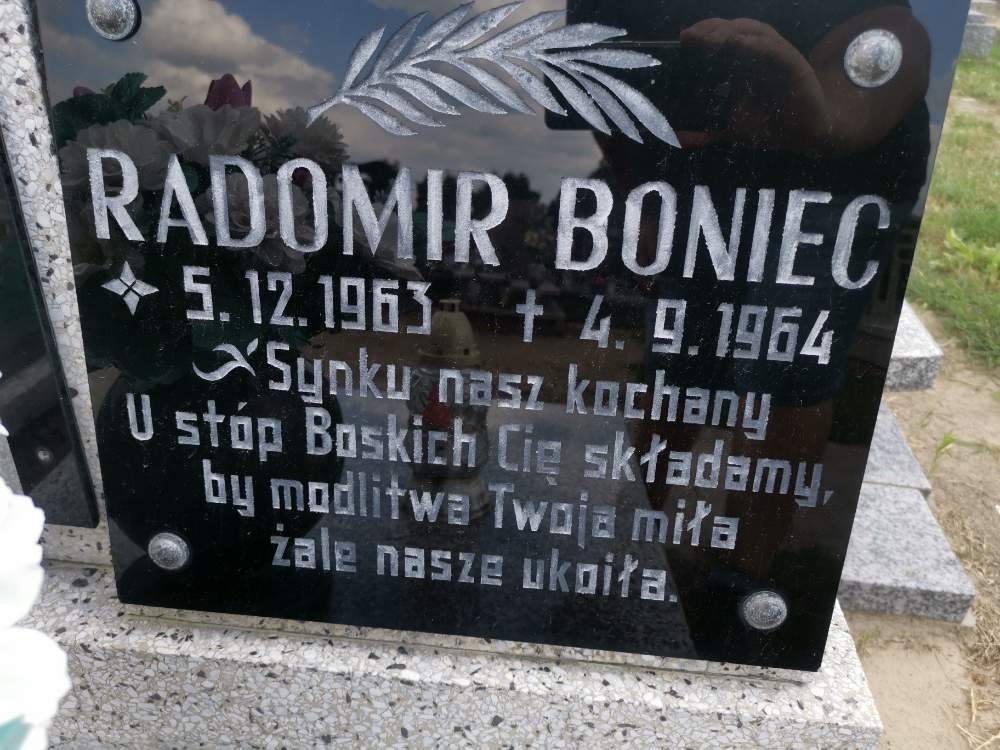 RADOMIR BONIEC
5.12.1963 † 4.9.1964
Synku nasz kochany
U stóp Boskich Cię składamy,
by modlitwa Twoja miła
żale nasze ukoiła.